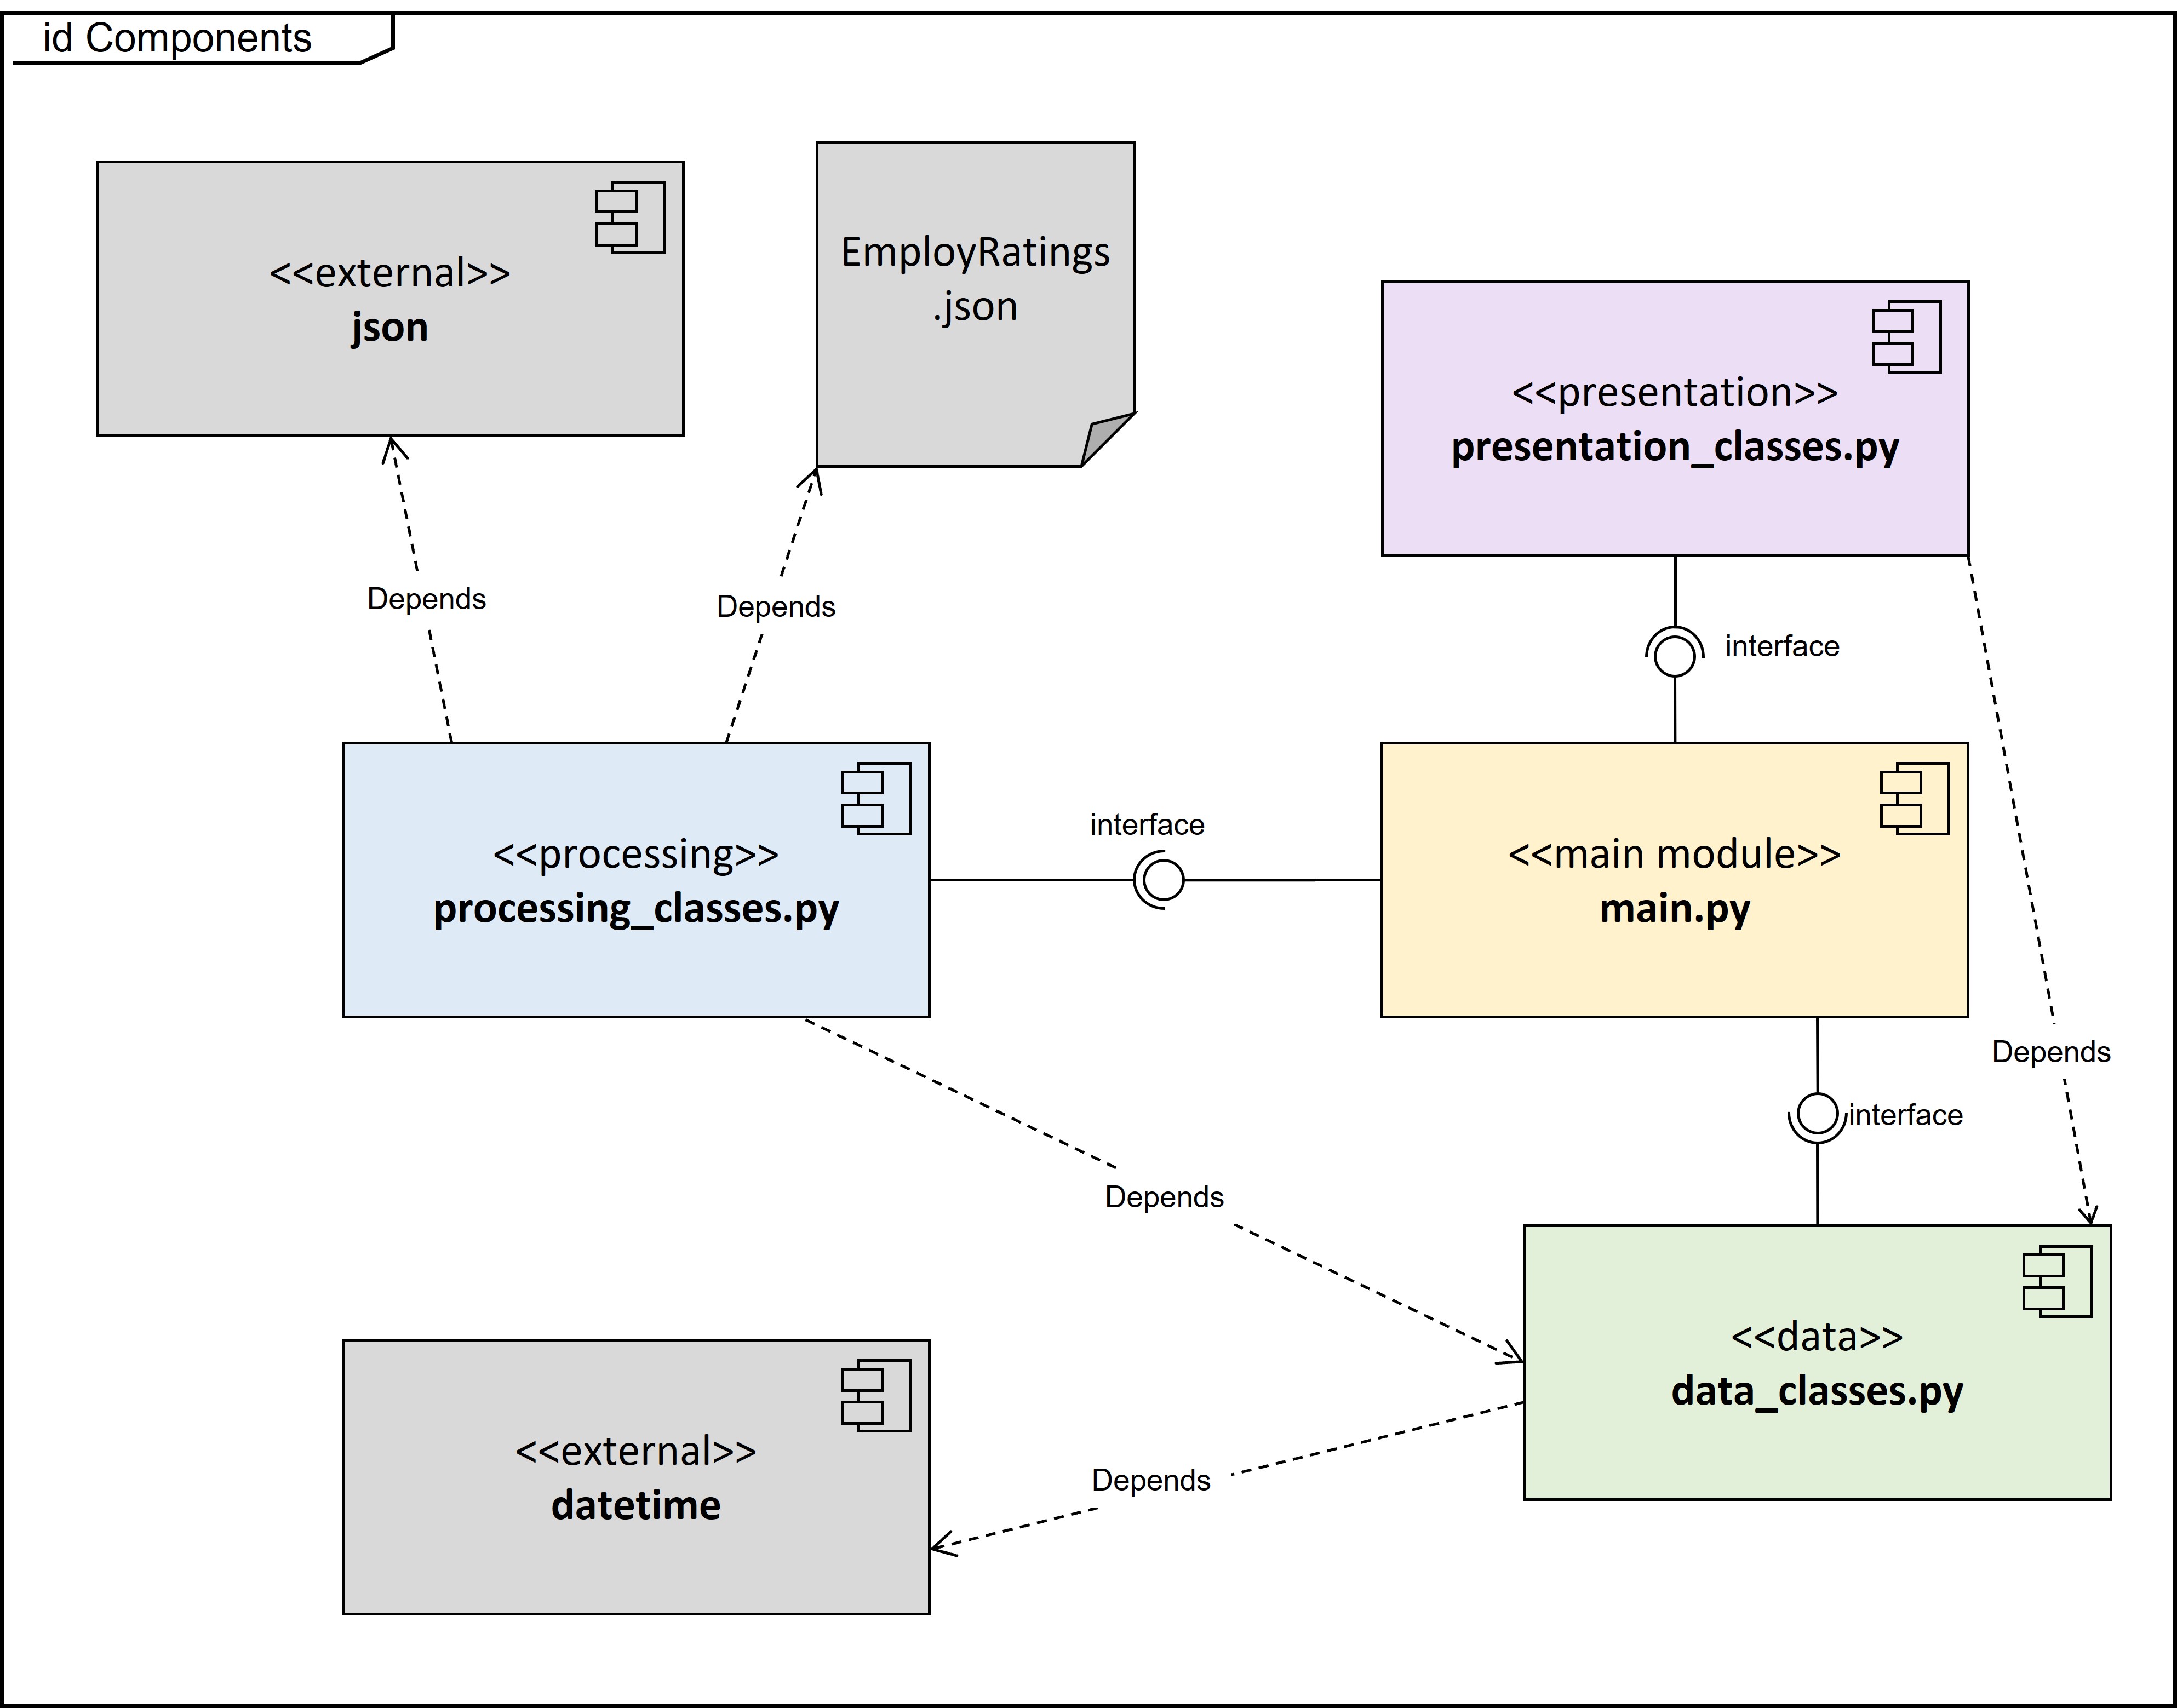 id Components
<<external>>
json
EmployRatings
.json
<<presentation>>
presentation_classes.py
Depends
Depends
interface
<<processing>>
processing_classes.py
interface
<<main module>>
main.py
Depends
interface
Depends
<<data>>
data_classes.py
Depends
<<external>>
datetime